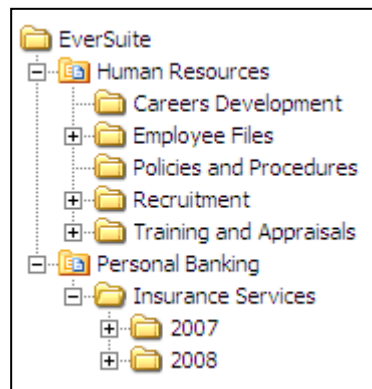 EverSuite
Human Resources
Careers Development
Employee Files
Policies and Procedures
Recruitment
Training and Appraisals
Personal Banking
Insurance Services
2007
2008